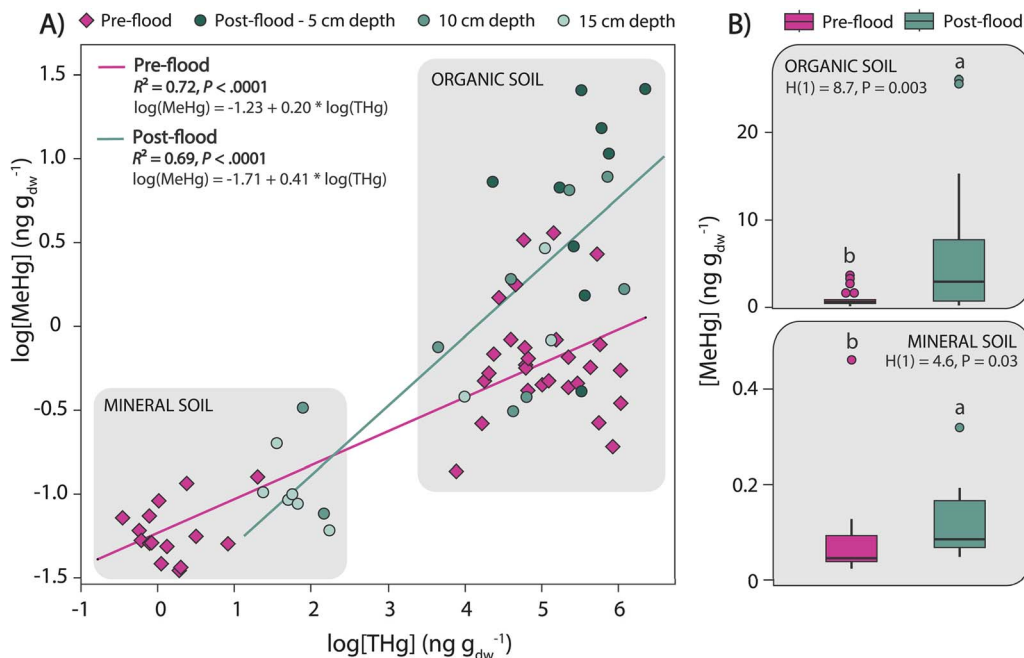 A)
Pre-flood
Post-flood - 5 cm depth
10 cm depth
15 cm depth
Pre-flood
R² = 0.72, P < .0001
log(MeHg) = -1.23 + 0.20 * log(THg)
Post-flood
R² = 0.69, P < .0001
log(MeHg) = -1.71 + 0.41 * log(THg)
ORGANIC SOIL
MINERAL SOIL
log[MeHg] (ng g_dw⁻¹)
1.5
1.0
0.5
0
-0.5
-1.0
-1.5
-1 0 1 2 3 4 5 6
log[THg] (ng g_dw⁻¹)
B)
Pre-flood
Post-flood
ORGANIC SOIL
H(1) = 8.7, P = 0.003
a
b
20
10
0
[MeHg] (ng g_dw⁻¹)
MINERAL SOIL
H(1) = 4.6, P = 0.03
b
a
0.4
0.2
0